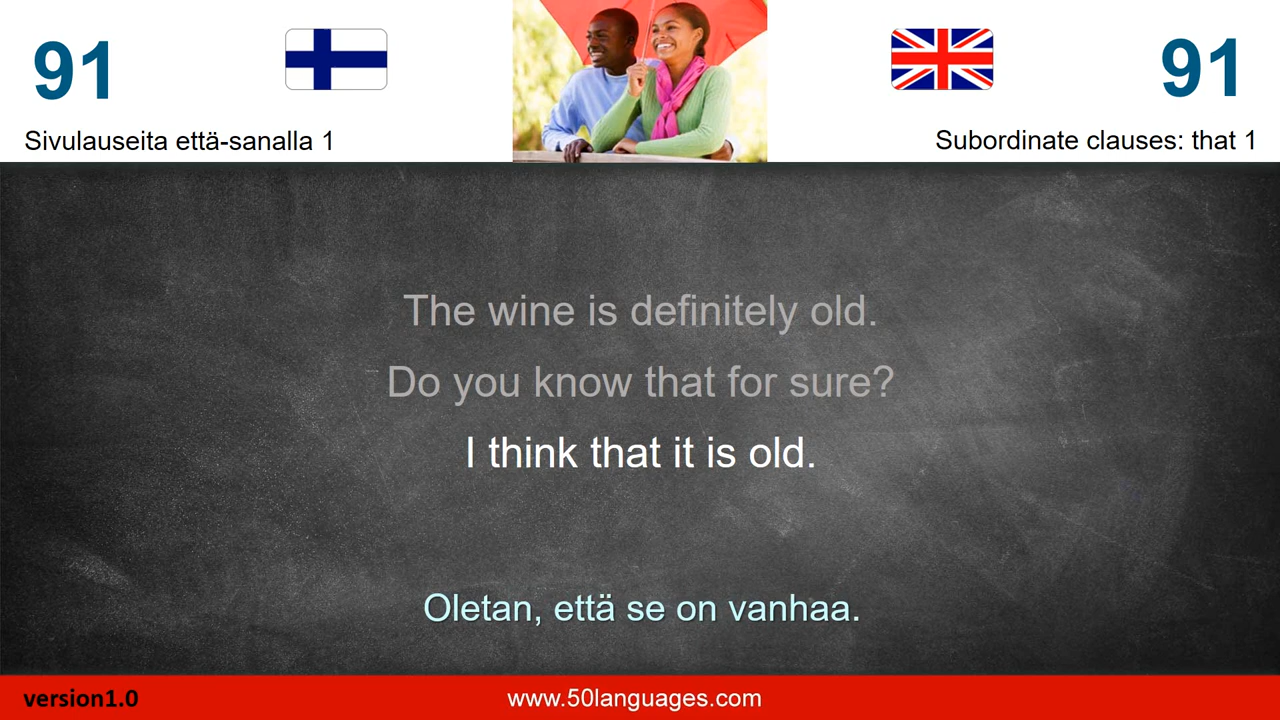 91
91
Sivulauseita että-sanalla 1
Subordinate clauses: that 1
The wine is definitely old.
Do you know that for sure?
I think that it is old.
Oletan, että se on vanhaa.
version1.0
www.50languages.com